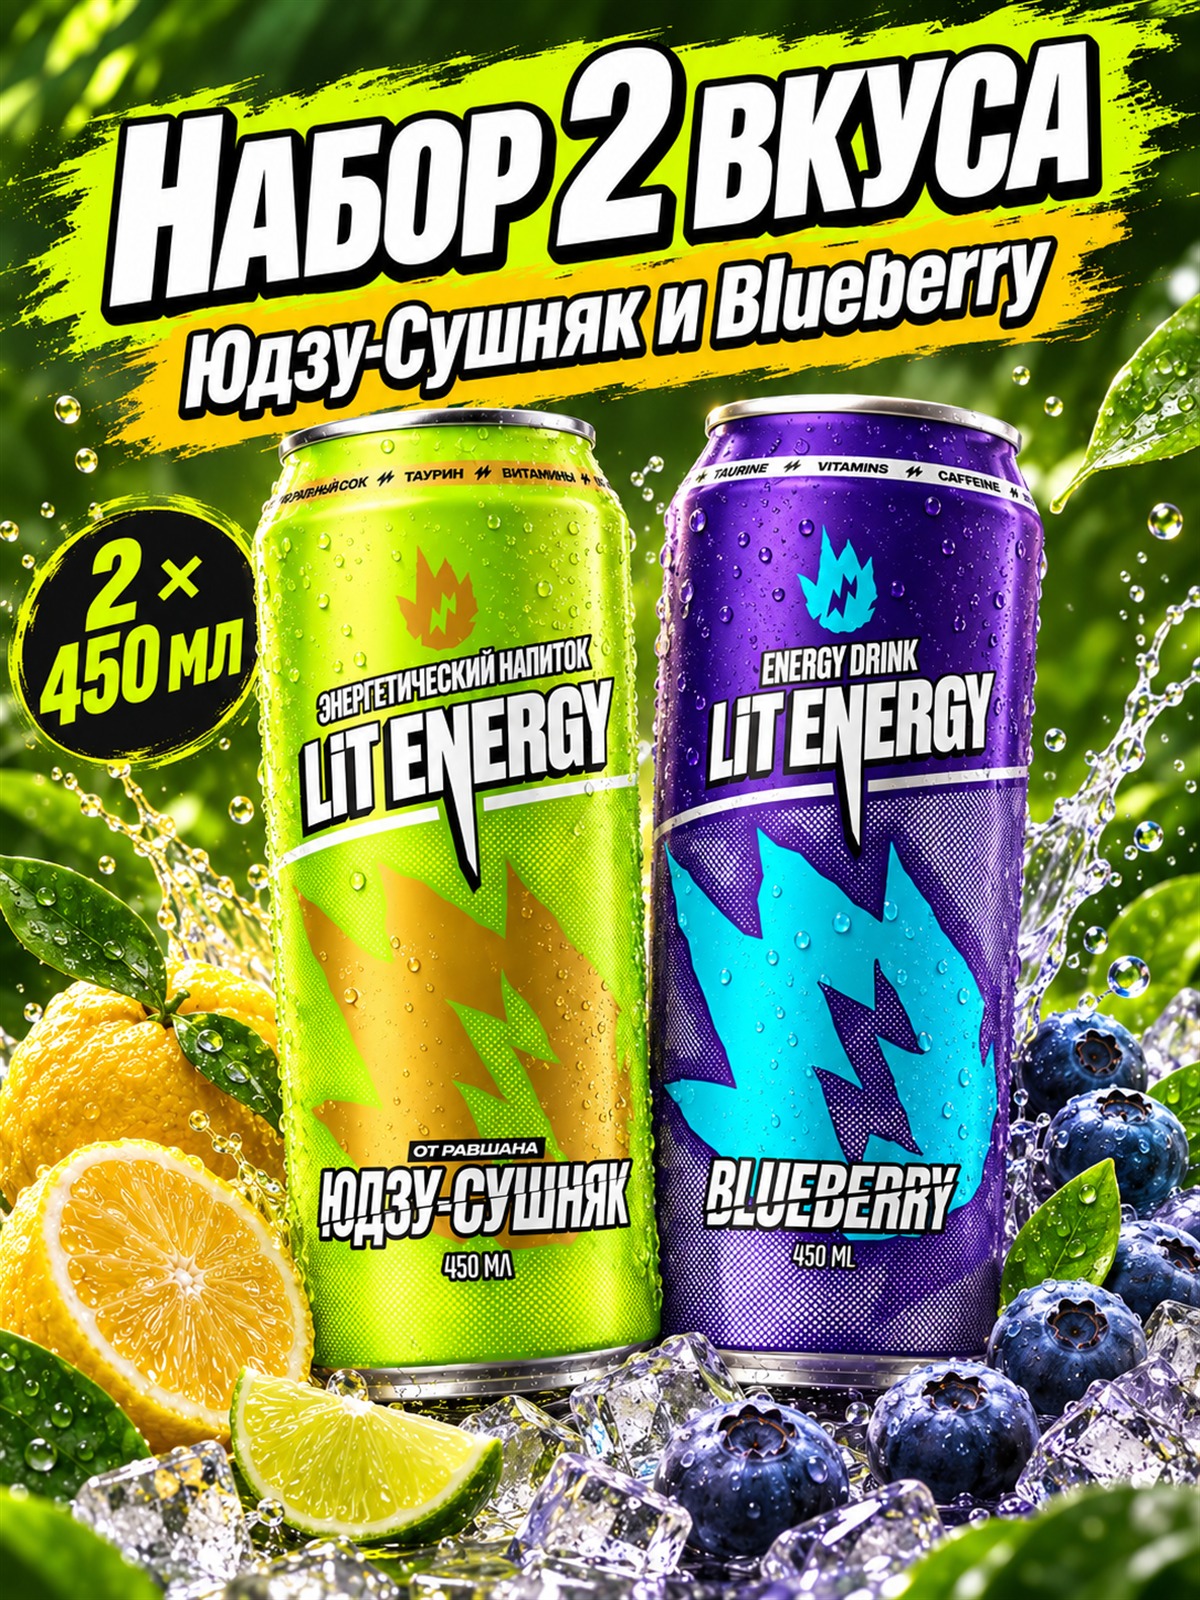 Набор 2 вкуса
Юдзу-Сушняк и Blueberry
2 ×
450 мл
ТАУРИН ВИТАМИНЫ
ЭНЕРГЕТИЧЕСКИЙ НАПИТОК
LIT ENERGY
ОТ РАВШАНА
ЮДЗУ-СУШНЯК
450 МЛ
TAURINE VITAMINS CAFFEINE
ENERGY DRINK
LIT ENERGY
BLUEBERRY
450 ML